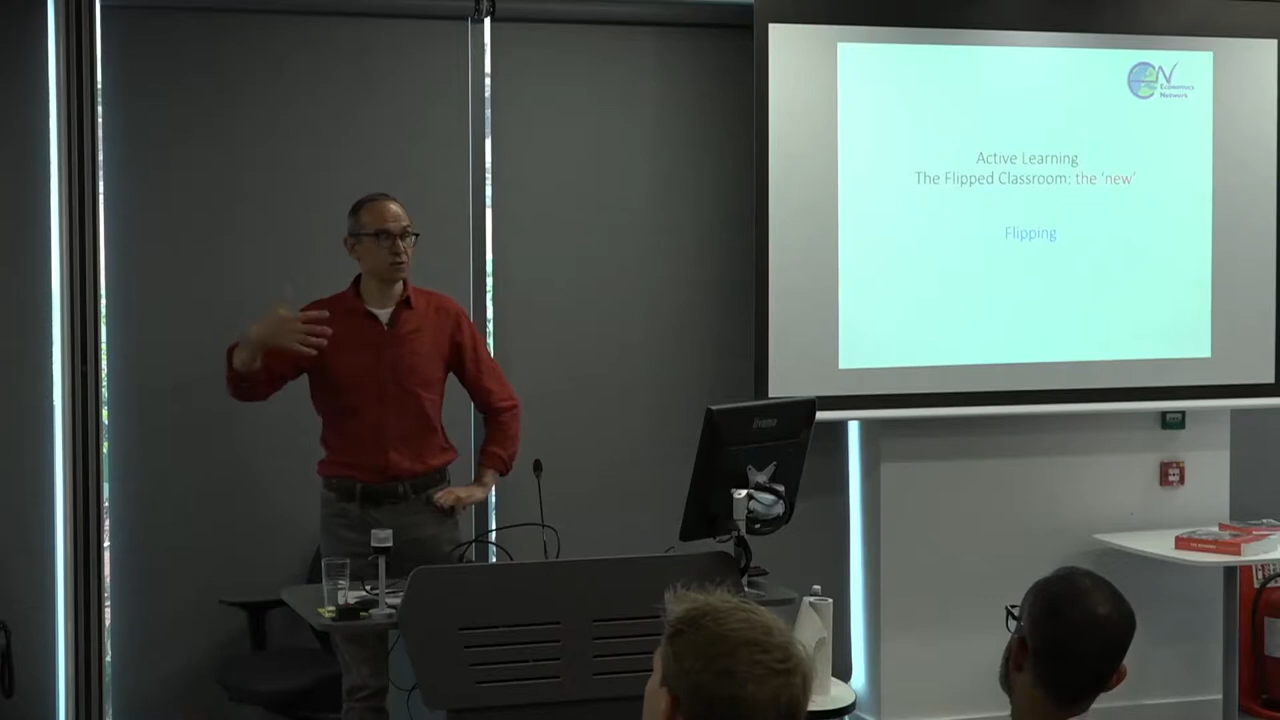 Economics
Network
Active Learning
The Flipped Classroom: the ‘new’
Flipping
iiyama